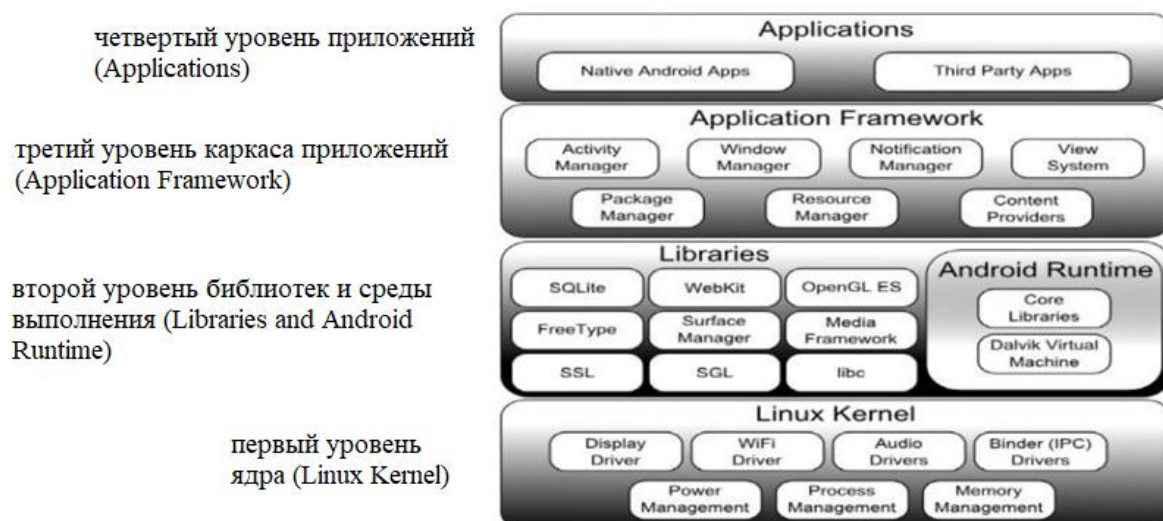 четвертый уровень приложений
(Applications)
Applications
Native Android Apps
Third Party Apps
третий уровень каркаса приложений
(Application Framework)
Application Framework
Activity
Manager
Window
Manager
Notification
Manager
View
System
Package
Manager
Resource
Manager
Content
Providers
второй уровень библиотек и среды
выполнения (Libraries and Android
Runtime)
Libraries
SQLite
WebKit
OpenGL ES
FreeType
Surface
Manager
Media
Framework
SSL
SGL
libc
Android Runtime
Core
Libraries
Dalvik Virtual
Machine
первый уровень
ядра (Linux Kernel)
Linux Kernel
Display
Driver
WiFi
Driver
Audio
Drivers
Binder (IPC)
Drivers
Power
Management
Process
Management
Memory
Management